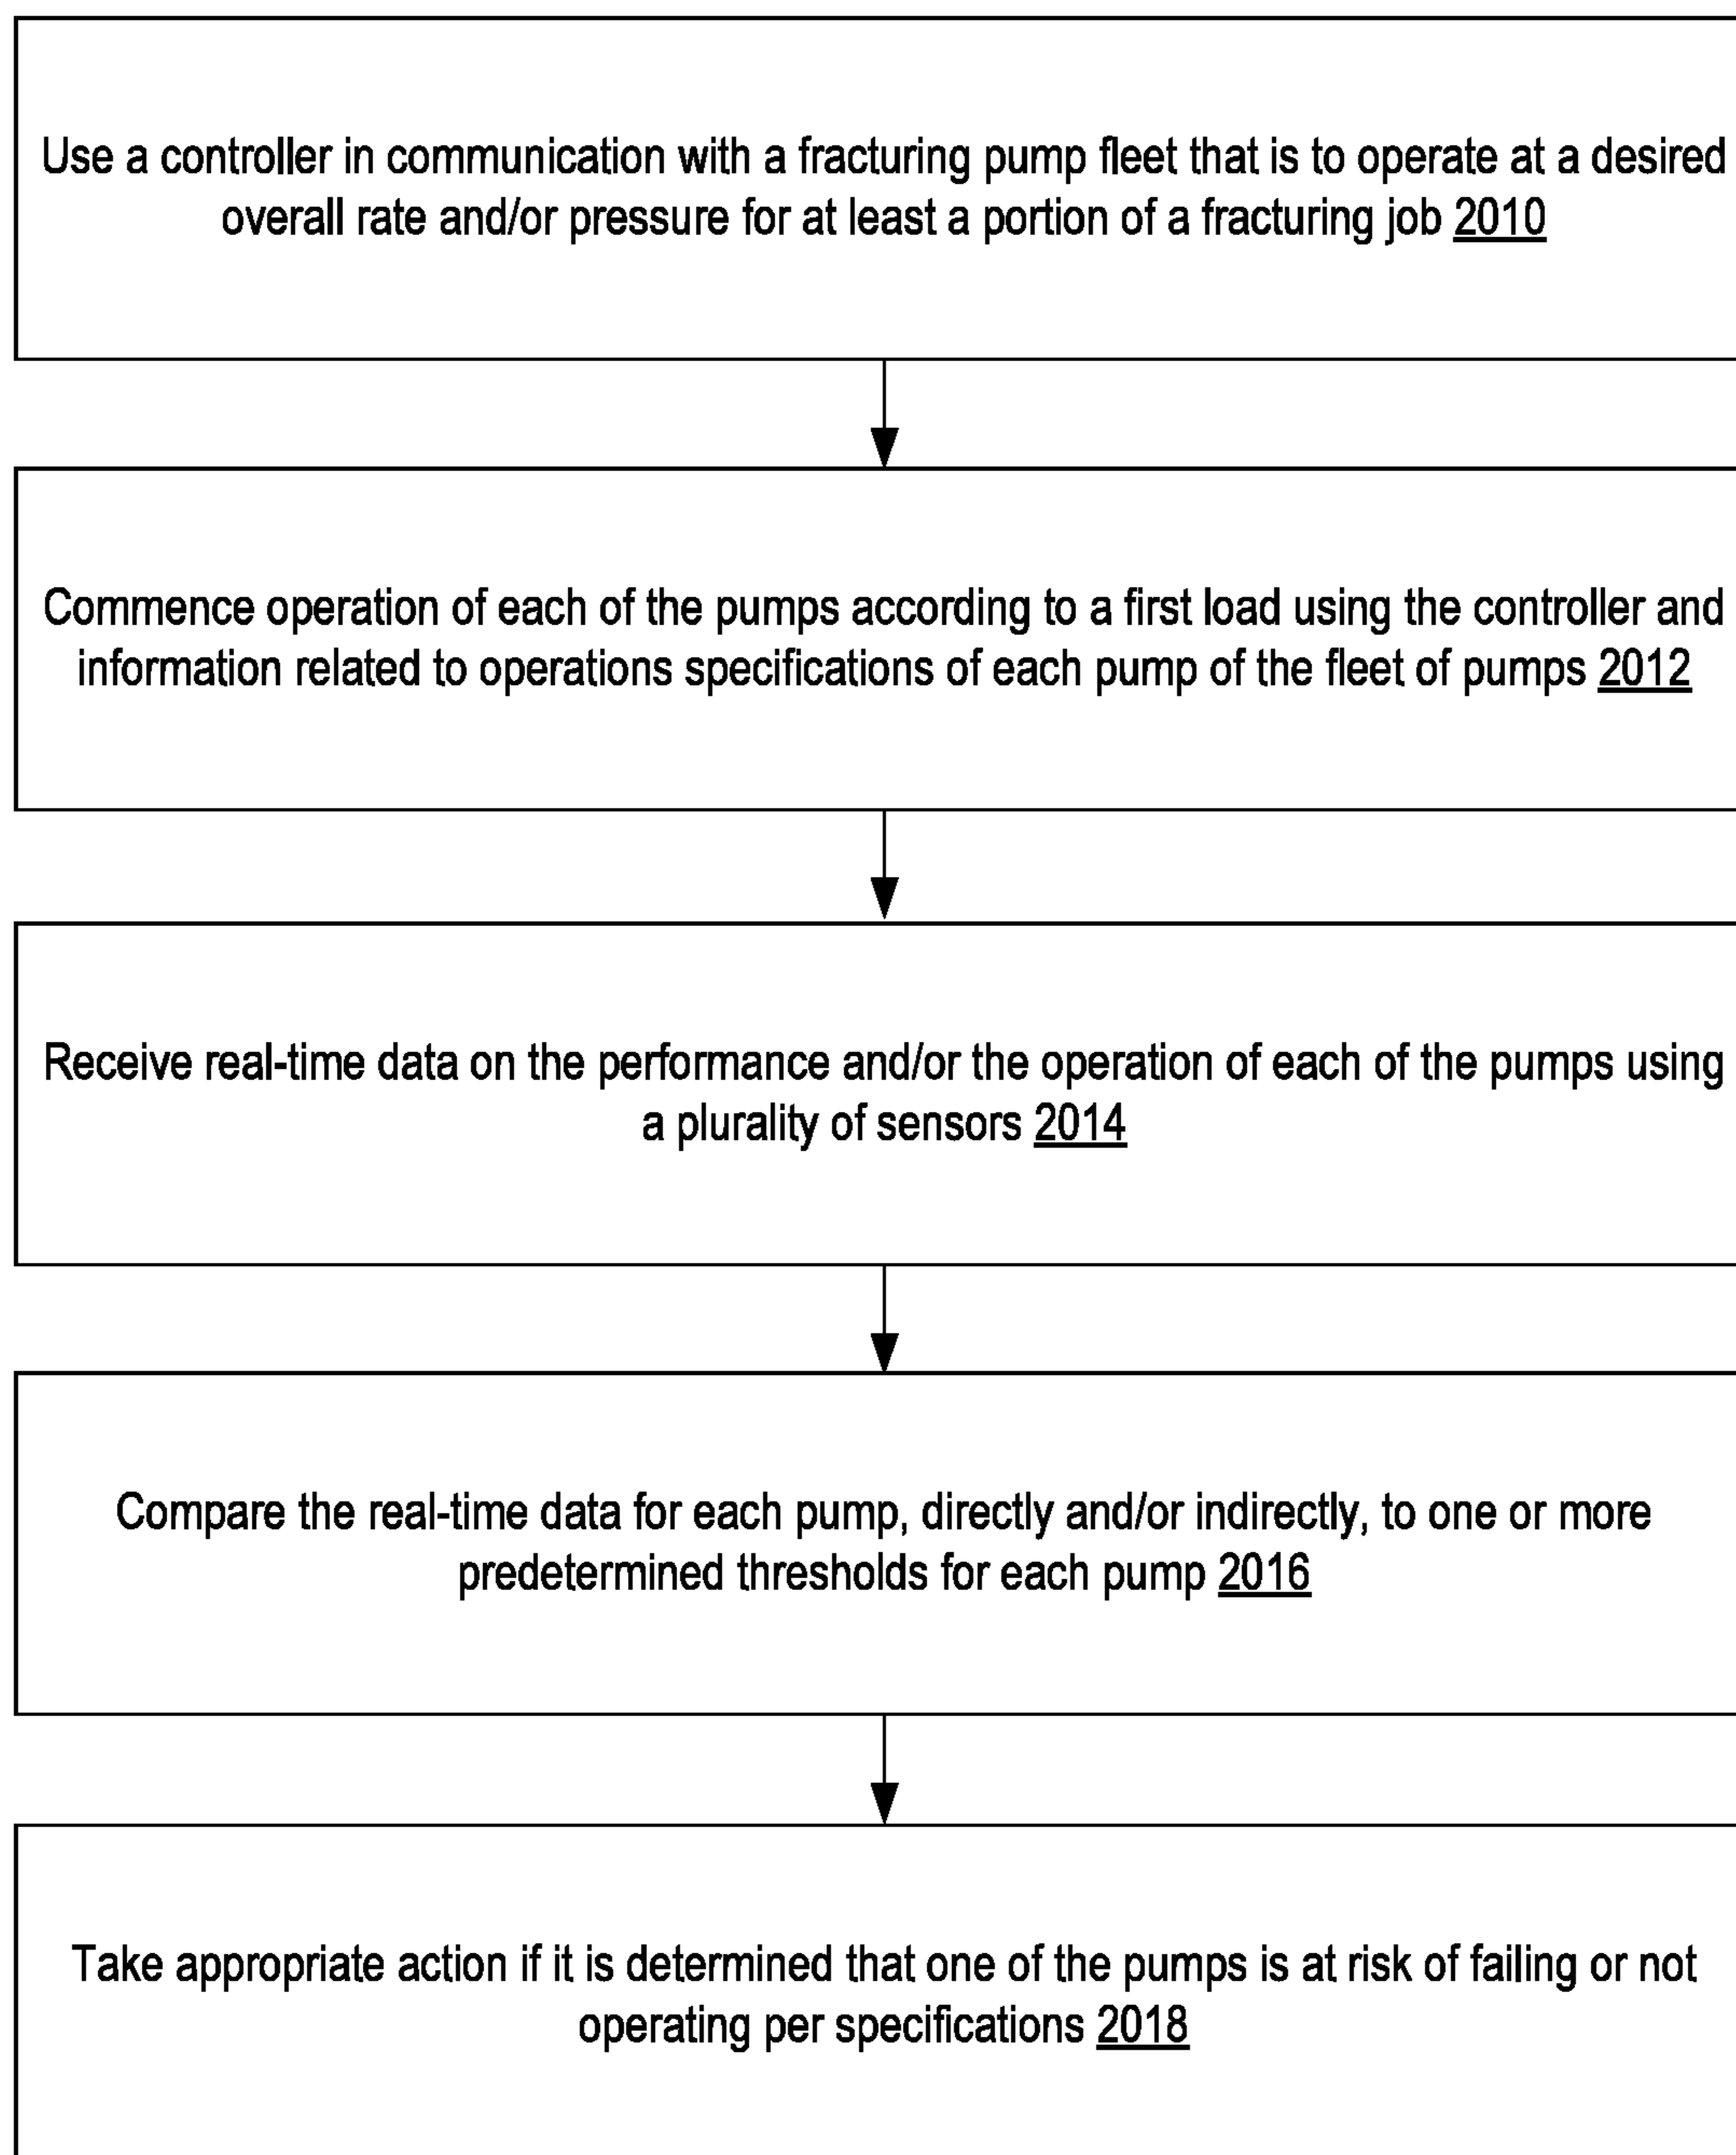 Use a controller in communication with a fracturing pump fleet that is to operate at a desired
overall rate and/or pressure for at least a portion of a fracturing job 2010
Commence operation of each of the pumps according to a first load using the controller and
information related to operations specifications of each pump of the fleet of pumps 2012
Receive real-time data on the performance and/or the operation of each of the pumps using
a plurality of sensors 2014
Compare the real-time data for each pump, directly and/or indirectly, to one or more
predetermined thresholds for each pump 2016
Take appropriate action if it is determined that one of the pumps is at risk of failing or not
operating per specifications 2018